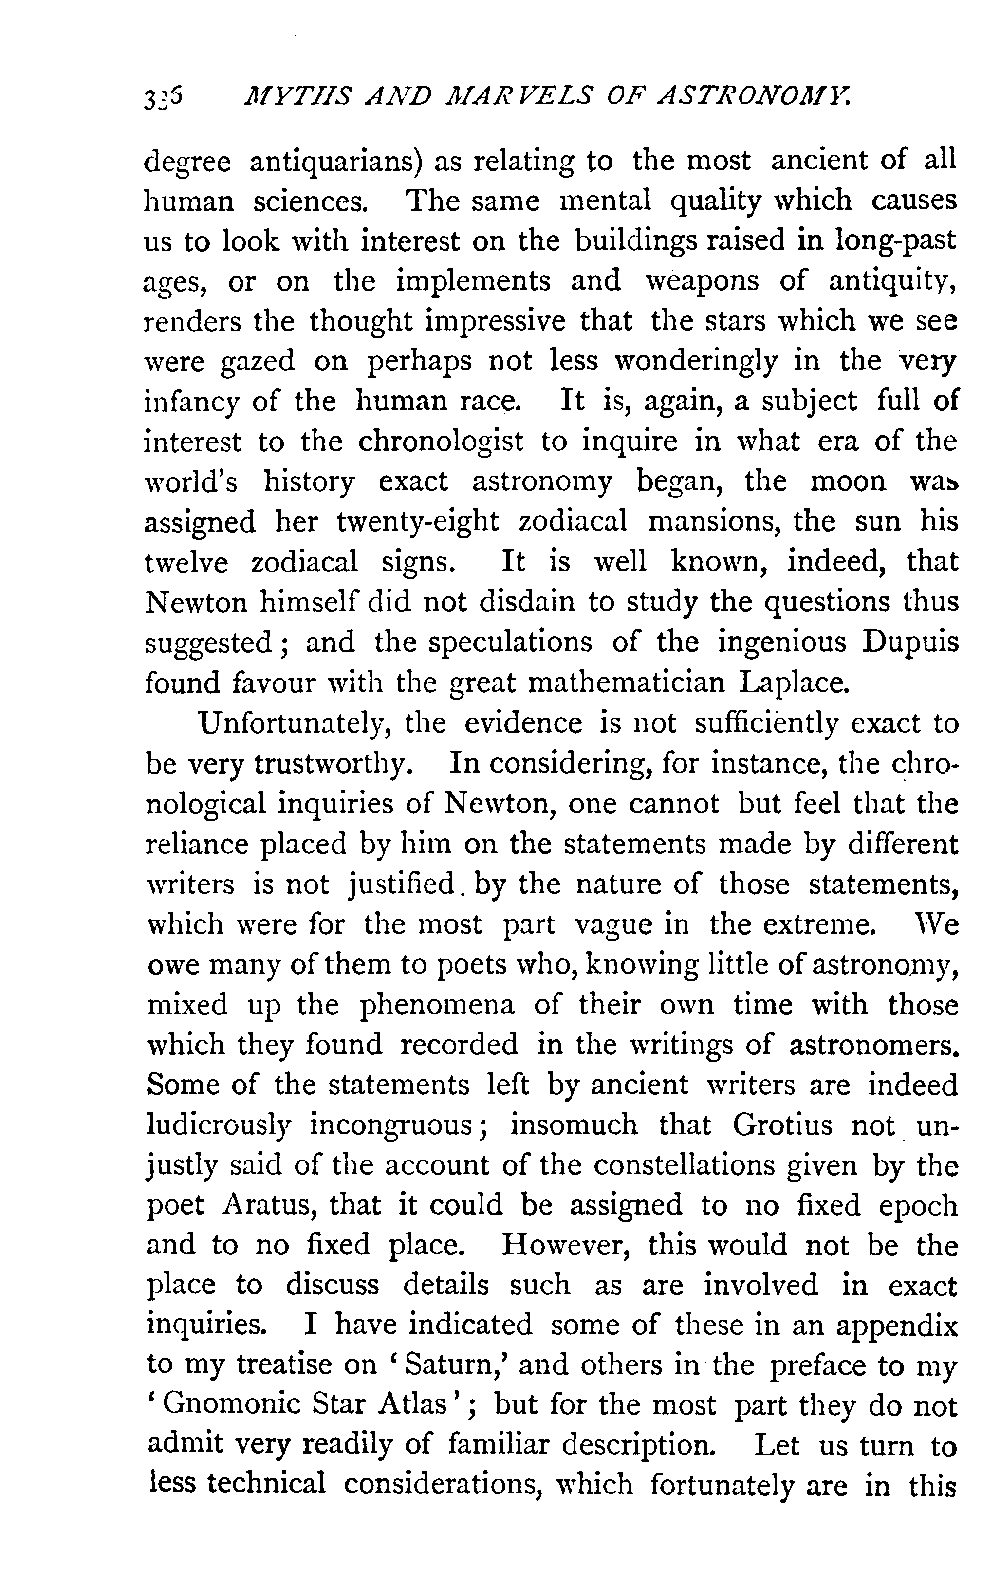 336 MYTHS AND MARVELS OF ASTRONOMY.
degree antiquarians) as relating to the most ancient of all
human sciences. The same mental quality which causes
us to look with interest on the buildings raised in long-past
ages, or on the implements and weapons of antiquity,
renders the thought impressive that the stars which we see
were gazed on perhaps not less wonderingly in the very
infancy of the human race. It is, again, a subject full of
interest to the chronologist to inquire in what era of the
world's history exact astronomy began, the moon was
assigned her twenty-eight zodiacal mansions, the sun his
twelve zodiacal signs. It is well known, indeed, that
Newton himself did not disdain to study the questions thus
suggested; and the speculations of the ingenious Dupuis
found favour with the great mathematician Laplace.
Unfortunately, the evidence is not sufficiently exact to
be very trustworthy. In considering, for instance, the chro-
nological inquiries of Newton, one cannot but feel that the
reliance placed by him on the statements made by different
writers is not justified by the nature of those statements,
which were for the most part vague in the extreme. We
owe many of them to poets who, knowing little of astronomy,
mixed up the phenomena of their own time with those
which they found recorded in the writings of astronomers.
Some of the statements left by ancient writers are indeed
ludicrously incongruous; insomuch that Grotius not un-
justly said of the account of the constellations given by the
poet Aratus, that it could be assigned to no fixed epoch
and to no fixed place. However, this would not be the
place to discuss details such as are involved in exact
inquiries. I have indicated some of these in an appendix
to my treatise on ‘Saturn,’ and others in the preface to my
‘Gnomonic Star Atlas’; but for the most part they do not
admit very readily of familiar description. Let us turn to
less technical considerations, which fortunately are in this